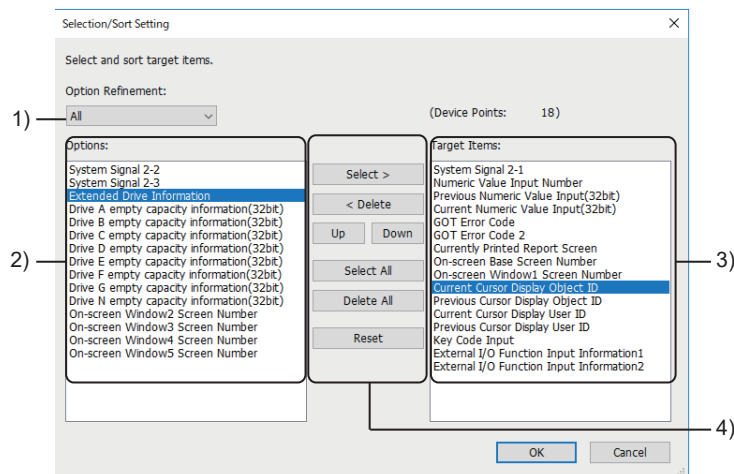 Selection/Sort Setting
Select and sort target items.
Option Refinement:
1)
All
(Device Points: 18)
Options:
System Signal 2-2
System Signal 2-3
Extended Drive Information
Drive A empty capacity information(32bit)
Drive B empty capacity information(32bit)
Drive C empty capacity information(32bit)
Drive D empty capacity information(32bit)
Drive E empty capacity information(32bit)
Drive F empty capacity information(32bit)
Drive G empty capacity information(32bit)
Drive N empty capacity information(32bit)
On-screen Window2 Screen Number
On-screen Window3 Screen Number
On-screen Window4 Screen Number
On-screen Window5 Screen Number
2)
Select >
< Delete
Up Down
Select All
Delete All
Reset
Target Items:
System Signal 2-1
Numeric Value Input Number
Previous Numeric Value Input(32bit)
Current Numeric Value Input(32bit)
GOT Error Code
GOT Error Code 2
Currently Printed Report Screen
On-screen Base Screen Number
On-screen Window1 Screen Number
Current Cursor Display Object ID
Previous Cursor Display Object ID
Current Cursor Display User ID
Previous Cursor Display User ID
Key Code Input
External I/O Function Input Information1
External I/O Function Input Information2
3)
4)
OK Cancel